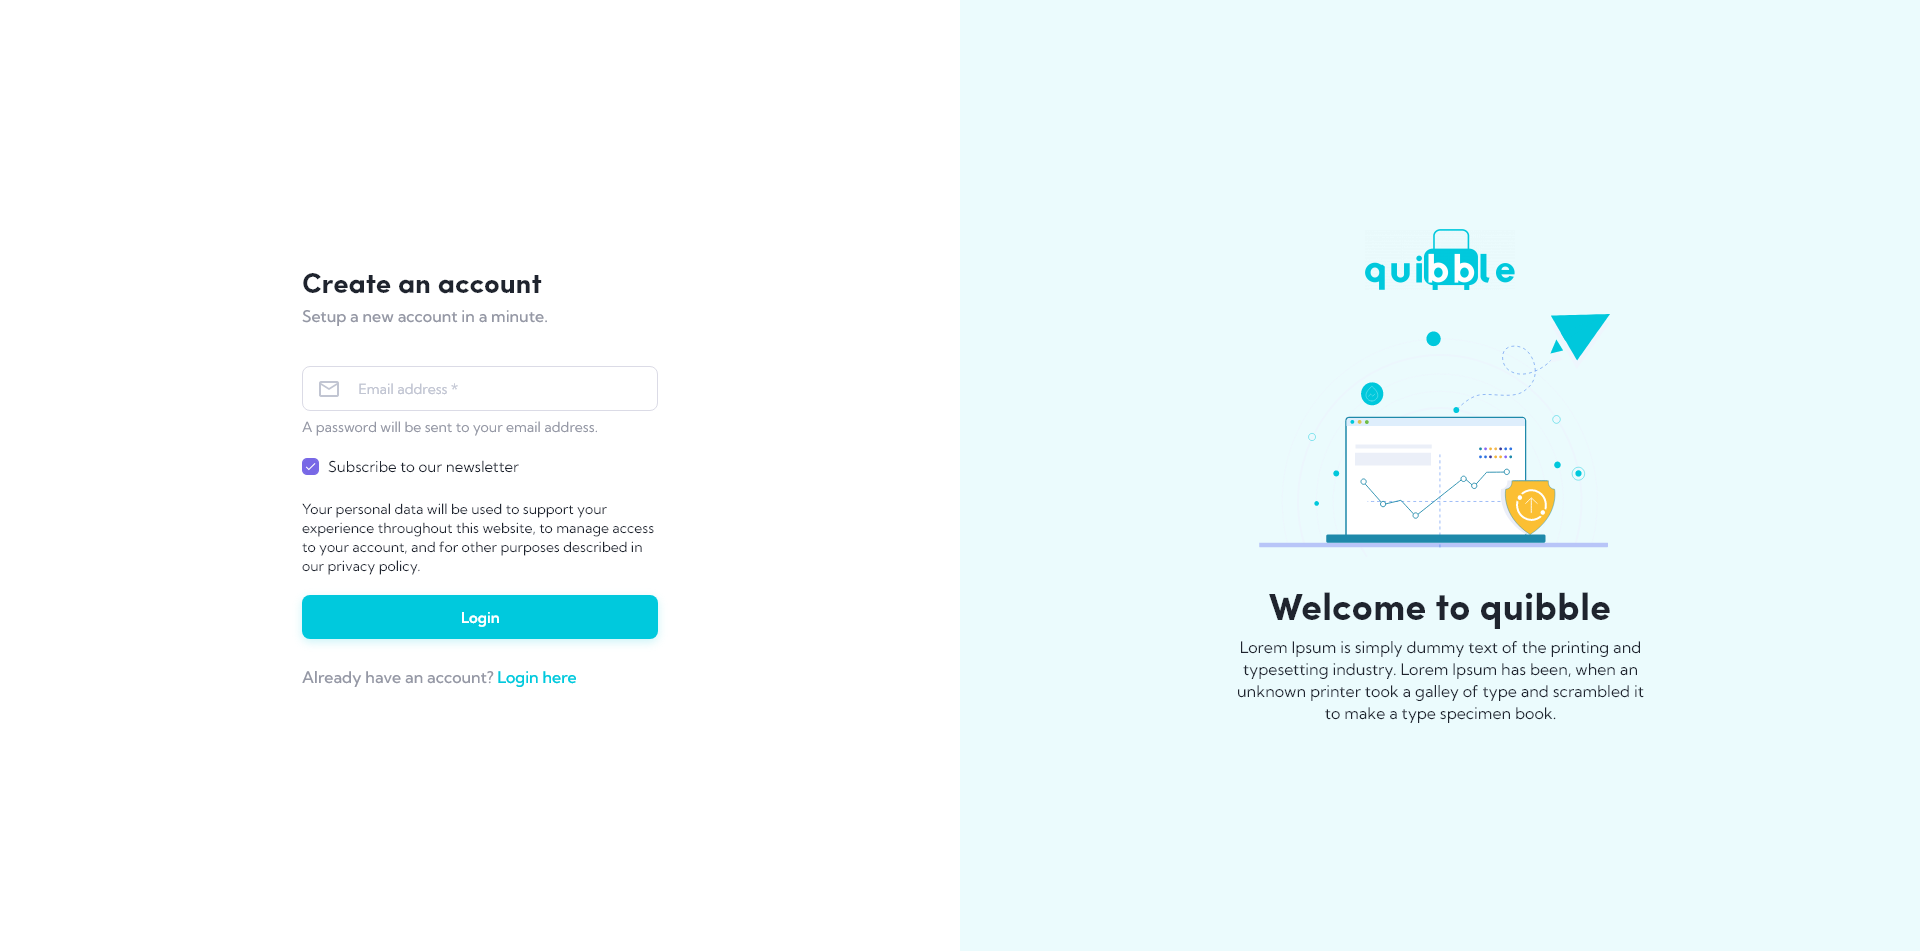 Create an account
Setup a new account in a minute.
Email address *
A password will be sent to your email address.
Subscribe to our newsletter
Your personal data will be used to support your
experience throughout this website, to manage access
to your account, and for other purposes described in
our privacy policy.
Login
Already have an account? Login here
quibble
Welcome to quibble
Lorem Ipsum is simply dummy text of the printing and
typesetting industry. Lorem Ipsum has been, when an
unknown printer took a galley of type and scrambled it
to make a type specimen book.